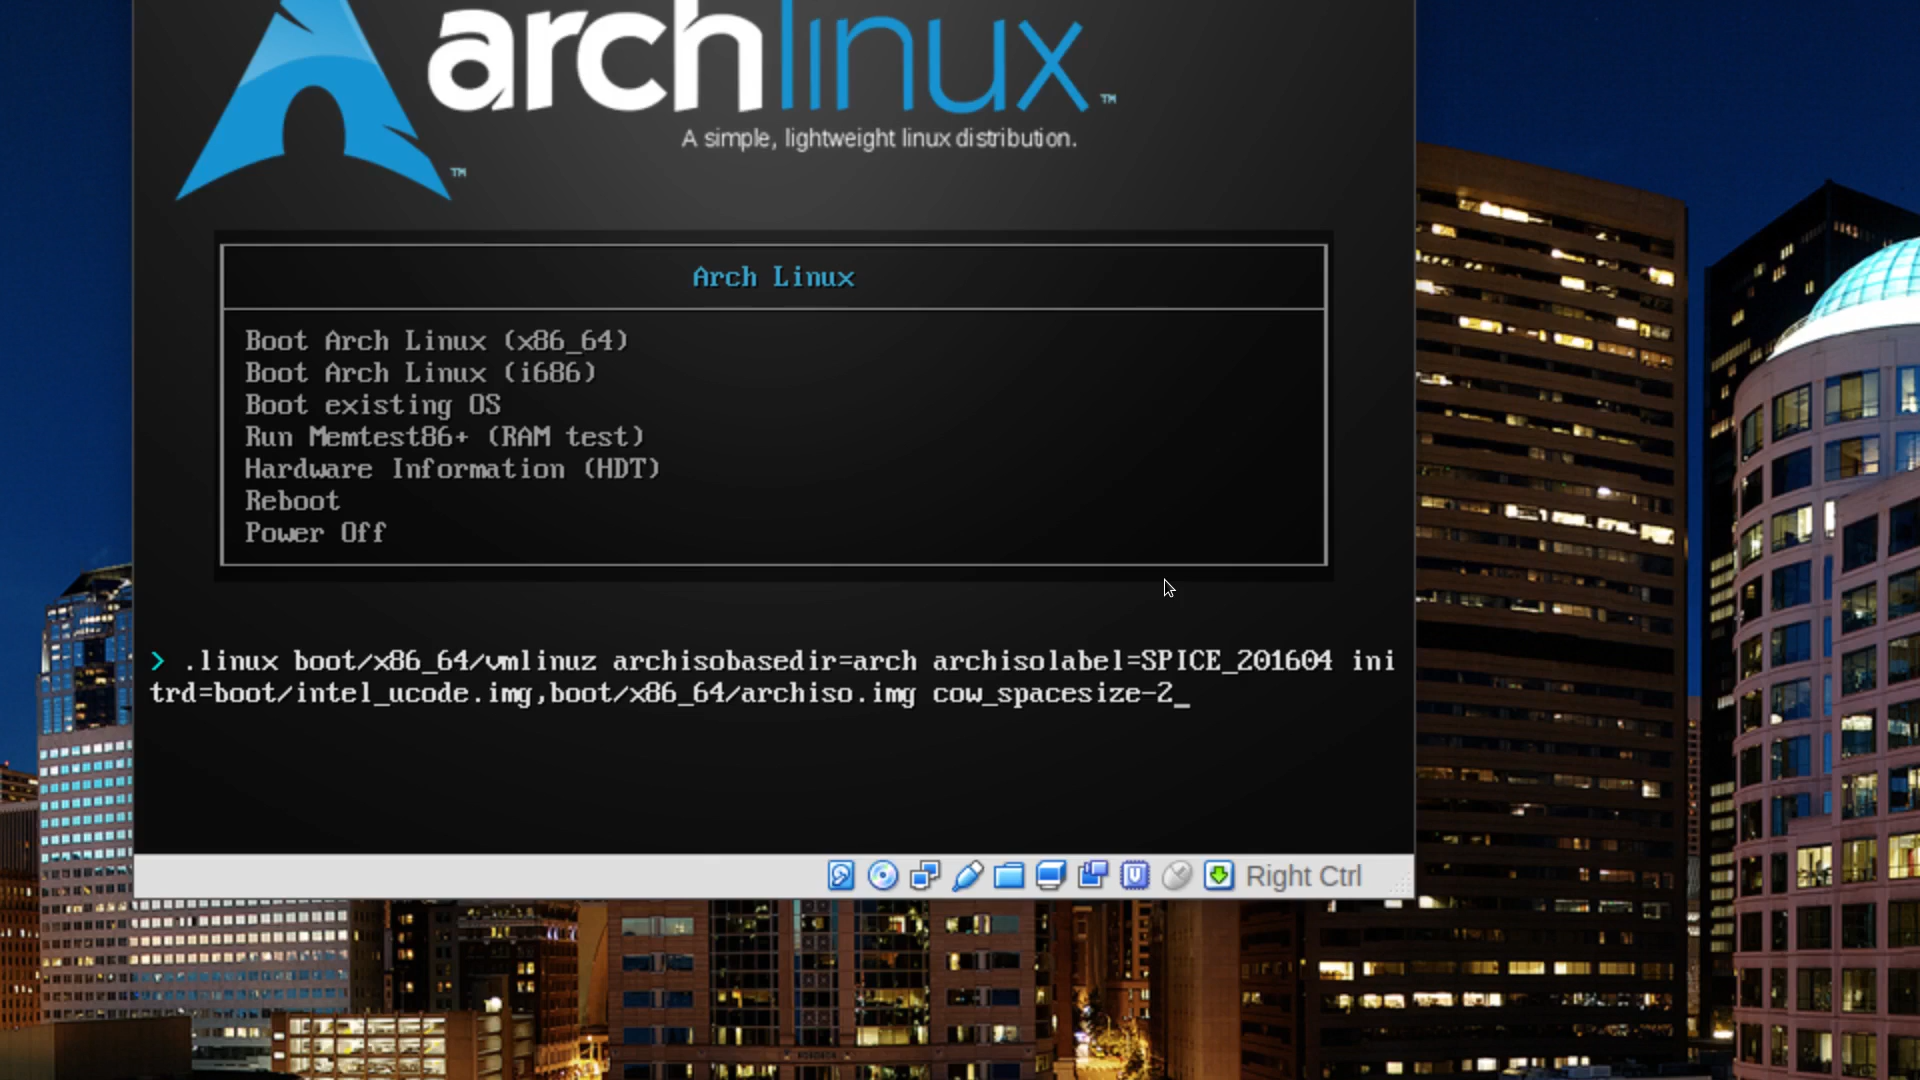 archlinux™
A simple, lightweight linux distribution.
™
Arch Linux
Boot Arch Linux (x86_64)
Boot Arch Linux (i686)
Boot existing OS
Run Memtest86+ (RAM test)
Hardware Information (HDT)
Reboot
Power Off
> .linux boot/x86_64/vmlinuz archisobasedir=arch archisolabel=SPICE_201604 ini
trd=boot/intel_ucode.img,boot/x86_64/archiso.img cow_spacesize-2_
Right Ctrl